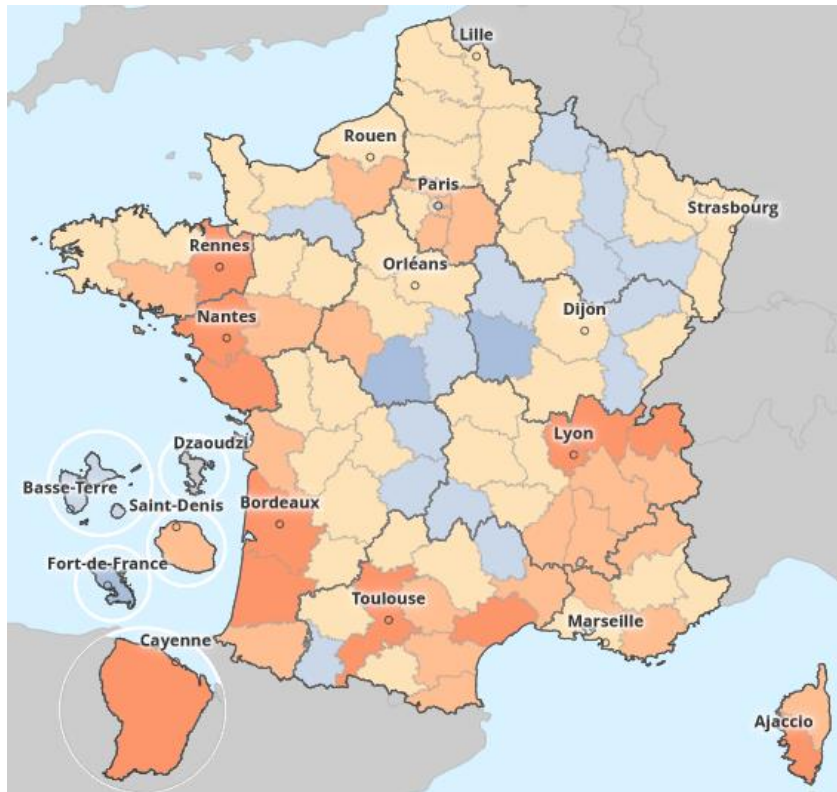 Lille
Rouen
Paris
Strasbourg
Rennes
Orléans
Nantes
Dijon
Lyon
Dzaoudzi
Basse-Terre
Saint-Denis
Bordeaux
Fort-de-France
Toulouse
Marseille
Cayenne
Ajaccio